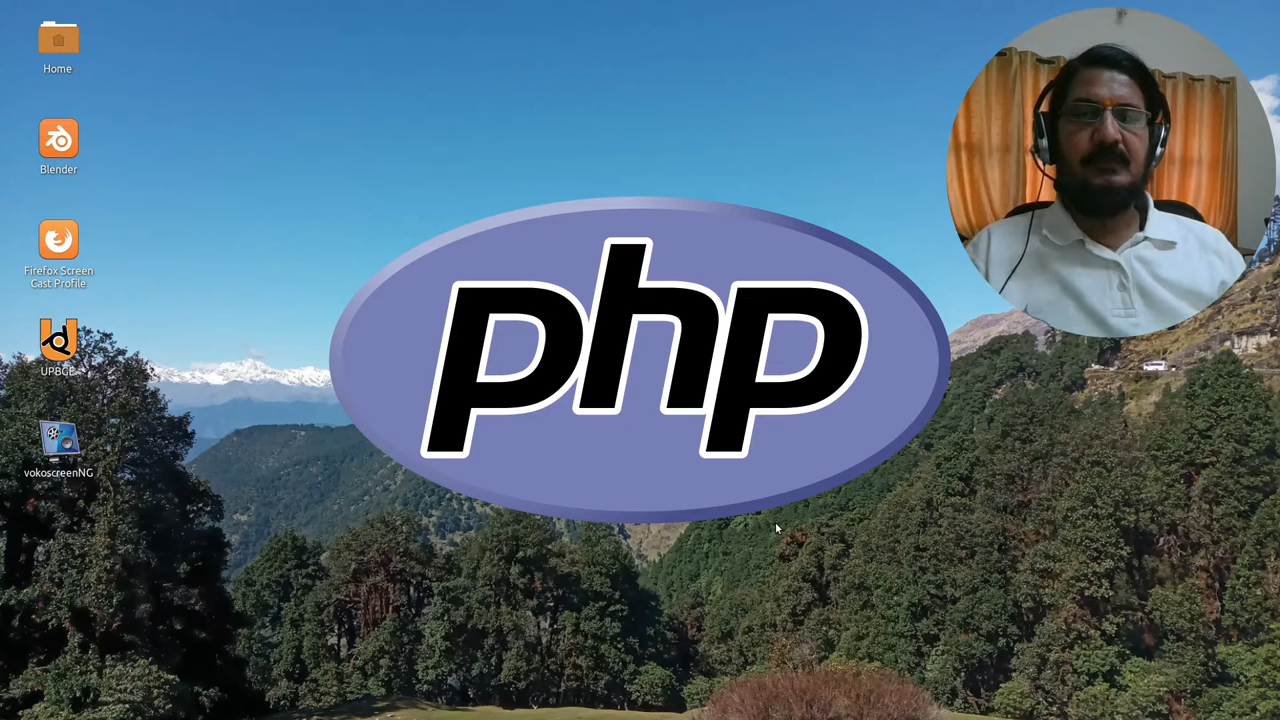 Home
Blender
Firefox Screen
Cast Profile
UPBGE
vokoscreenNG
php